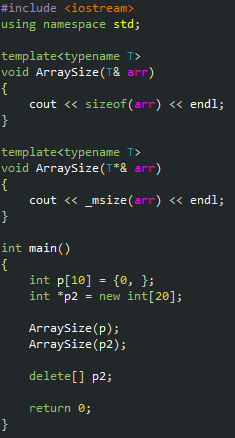 #include <iostream>
using namespace std;

template<typename T>
void ArraySize(T& arr)
{
    cout << sizeof(arr) << endl;
}

template<typename T>
void ArraySize(T*& arr)
{
    cout << _msize(arr) << endl;
}

int main()
{
    int p[10] = {0, };
    int *p2 = new int[20];

    ArraySize(p);
    ArraySize(p2);

    delete[] p2;

    return 0;
}